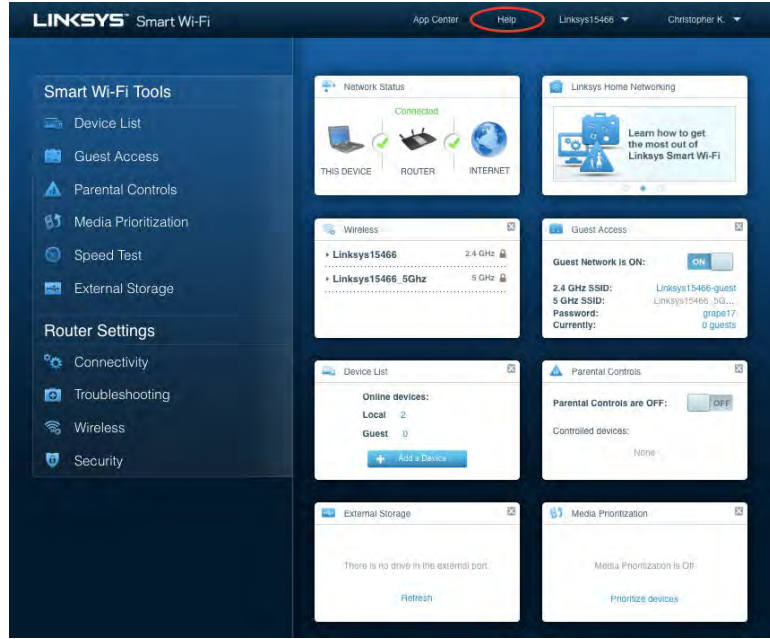 LINKSYS Smart Wi-Fi
App Center Help Linksys15466 Christopher K.
Smart Wi-Fi Tools
Device List
Guest Access
Parental Controls
Media Prioritization
Speed Test
External Storage
Router Settings
Connectivity
Troubleshooting
Wireless
Security
Network Status
Connected
THIS DEVICE ROUTER INTERNET
Linksys Home Networking
Learn how to get
the most out of
Linksys Smart Wi-Fi
Wireless
Linksys15466 2.4 GHz
Linksys15466_5Ghz 5 GHz
Guest Access
Guest Network is ON: ON
2.4 GHz SSID: Linksys15466-guest
5 GHz SSID: Linksys15466_5G...
Password: grape17
Currently: 0 guests
Device List
Online devices:
Local 2
Guest 0
Add a Device
Parental Controls
Parental Controls are OFF: OFF
Controlled devices:
None
External Storage
There is no drive in the external port.
Refresh
Media Prioritization
Media Prioritization is Off
Prioritize devices